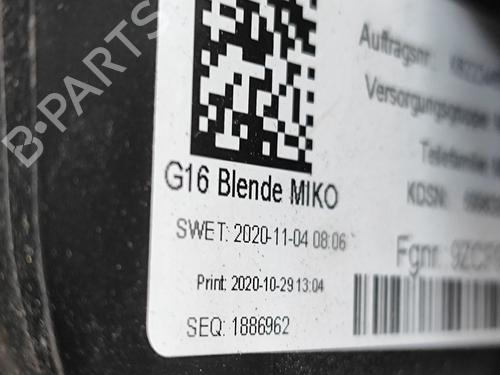 B-PARTS
Auftragsnr.:
Versorgungsgruppe
Telefamilie
KDSN:
G16 Blende MIKO
SWET: 2020-11-04 08:06
Fgnr.
Print: 2020-10-29 13:04
SEQ: 1886962